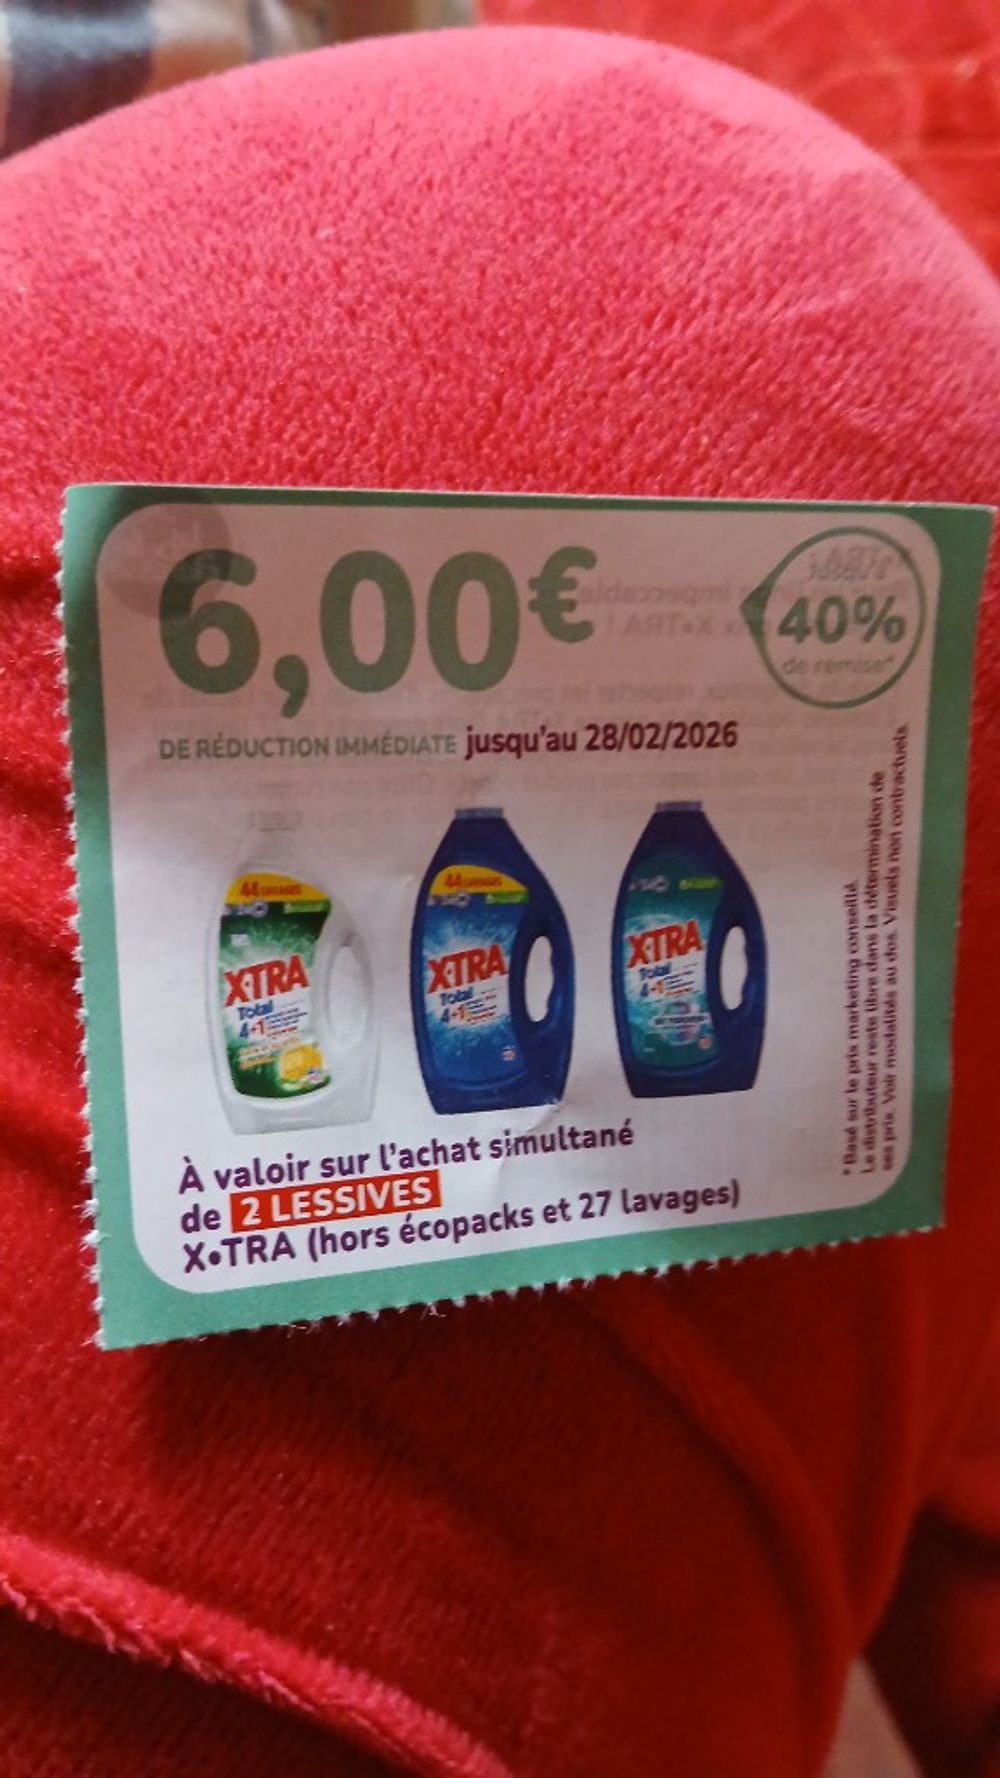 6,00€
40%
de remise*
DE RÉDUCTION IMMÉDIATE jusqu'au 28/02/2026
44 LAVAGES
X•TRA
Total
4+1
44 LAVAGES
X•TRA
Total
4+1
X•TRA
Total
4+1
À valoir sur l'achat simultané
de 2 LESSIVES
X•TRA (hors écopacks et 27 lavages)
*Basé sur le prix marketing conseillé.
Le distributeur reste libre dans la détermination de
ses prix. Voir modalités au dos. Visuels non contractuels.